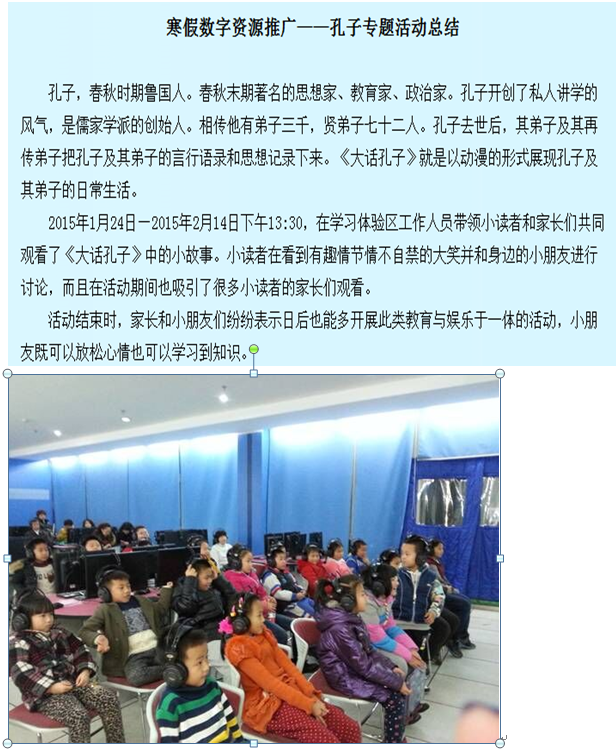 寒假数字资源推广——孔子专题活动总结
孔子，春秋时期鲁国人。春秋末期著名的思想家、教育家、政治家。孔子开创了私人讲学的
风气，是儒家学派的创始人。相传他有弟子三千，贤弟子七十二人。孔子去世后，其弟子及其再
传弟子把孔子及其弟子的言行语录和思想记录下来。《大话孔子》就是以动漫的形式展现孔子及
其弟子的日常生活。
2015年1月24日—2015年2月14日下午13:30，在学习体验区工作人员带领小读者和家长们共同
观看了《大话孔子》中的小故事。小读者在看到有趣情节情不自禁的大笑并和身边的小朋友进行
讨论，而且在活动期间也吸引了很多小读者的家长们观看。
活动结束时，家长和小朋友们纷纷表示日后也能多开展此类教育与娱乐于一体的活动，小朋
友既可以放松心情也可以学习到知识。